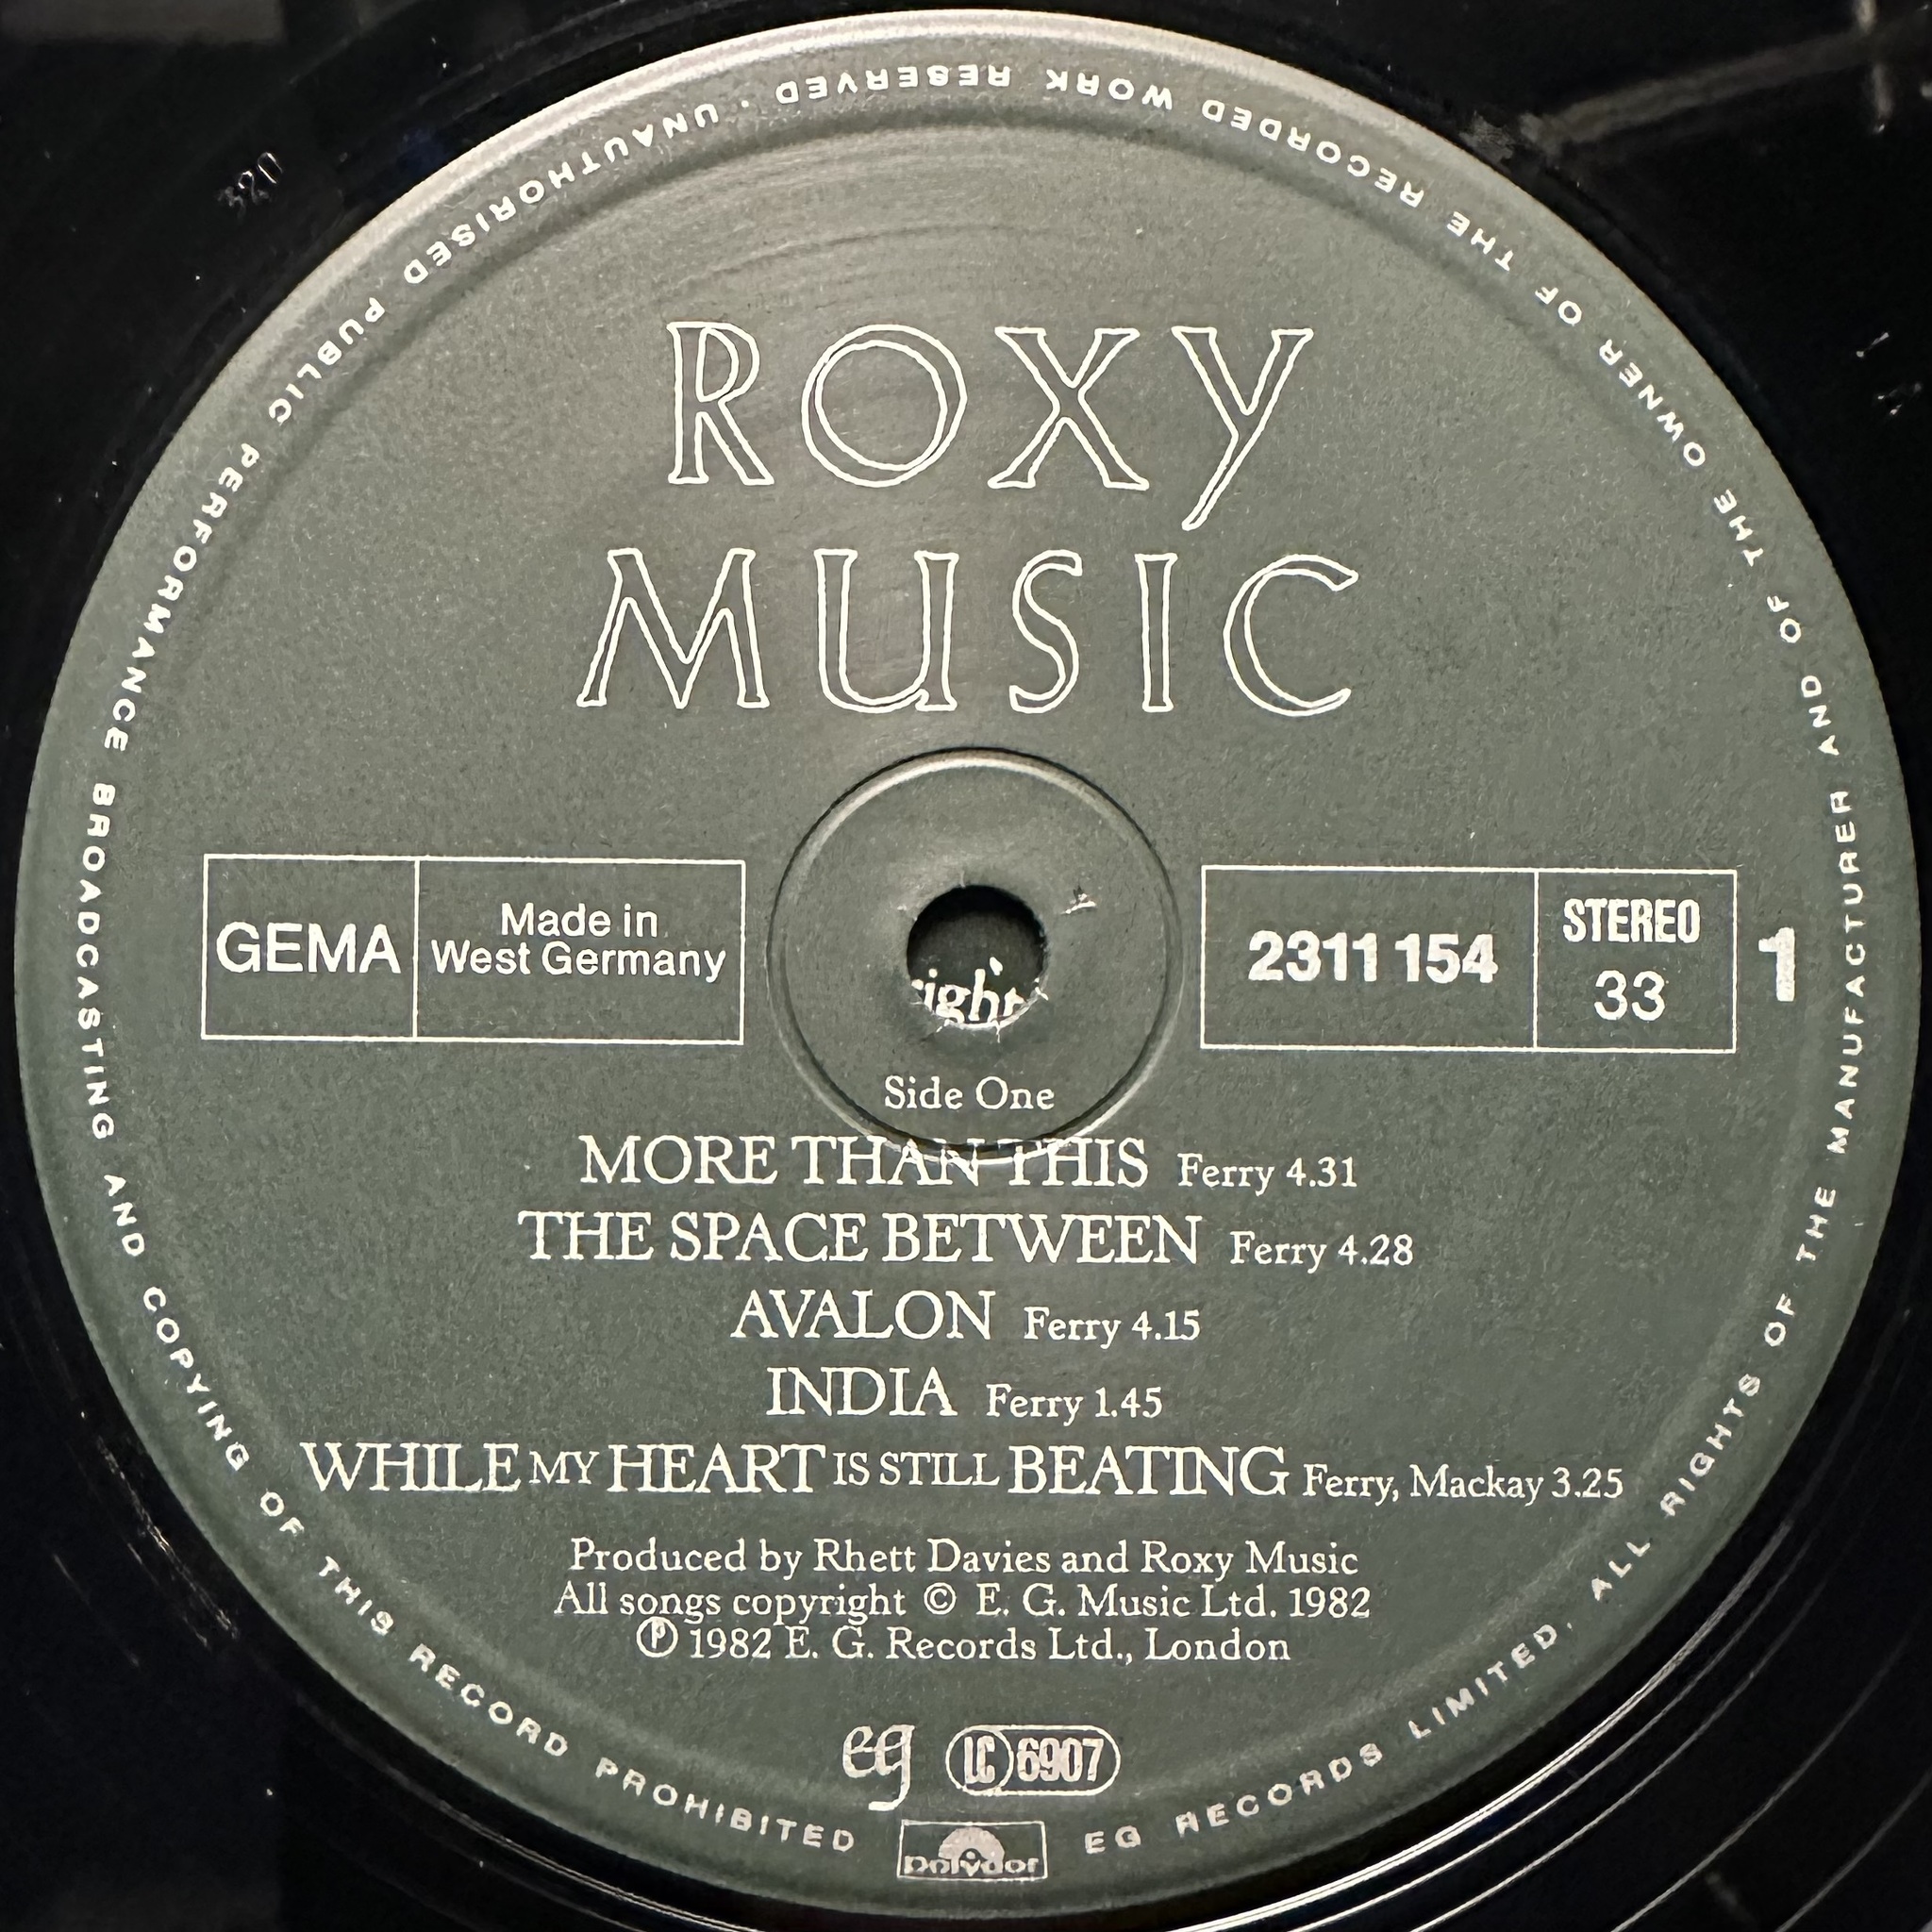 ROXY
MUSIC
GEMA
Made in
West Germany
2311 154
STEREO
33
1
Side One
MORE THAN THIS Ferry 4.31
THE SPACE BETWEEN Ferry 4.28
AVALON Ferry 4.15
INDIA Ferry 1.45
WHILE MY HEART IS STILL BEATING Ferry, Mackay 3.25
Produced by Rhett Davies and Roxy Music
All songs copyright © E. G. Music Ltd. 1982
℗ 1982 E. G. Records Ltd., London
eg LC 6907
polydor
EG RECORDS LIMITED. ALL RIGHTS OF THE MANUFACTURER AND OF THE OWNER OF THE RECORDED WORK RESERVED · UNAUTHORISED PUBLIC PERFORMANCE BROADCASTING AND COPYING OF THIS RECORD PROHIBITED
320